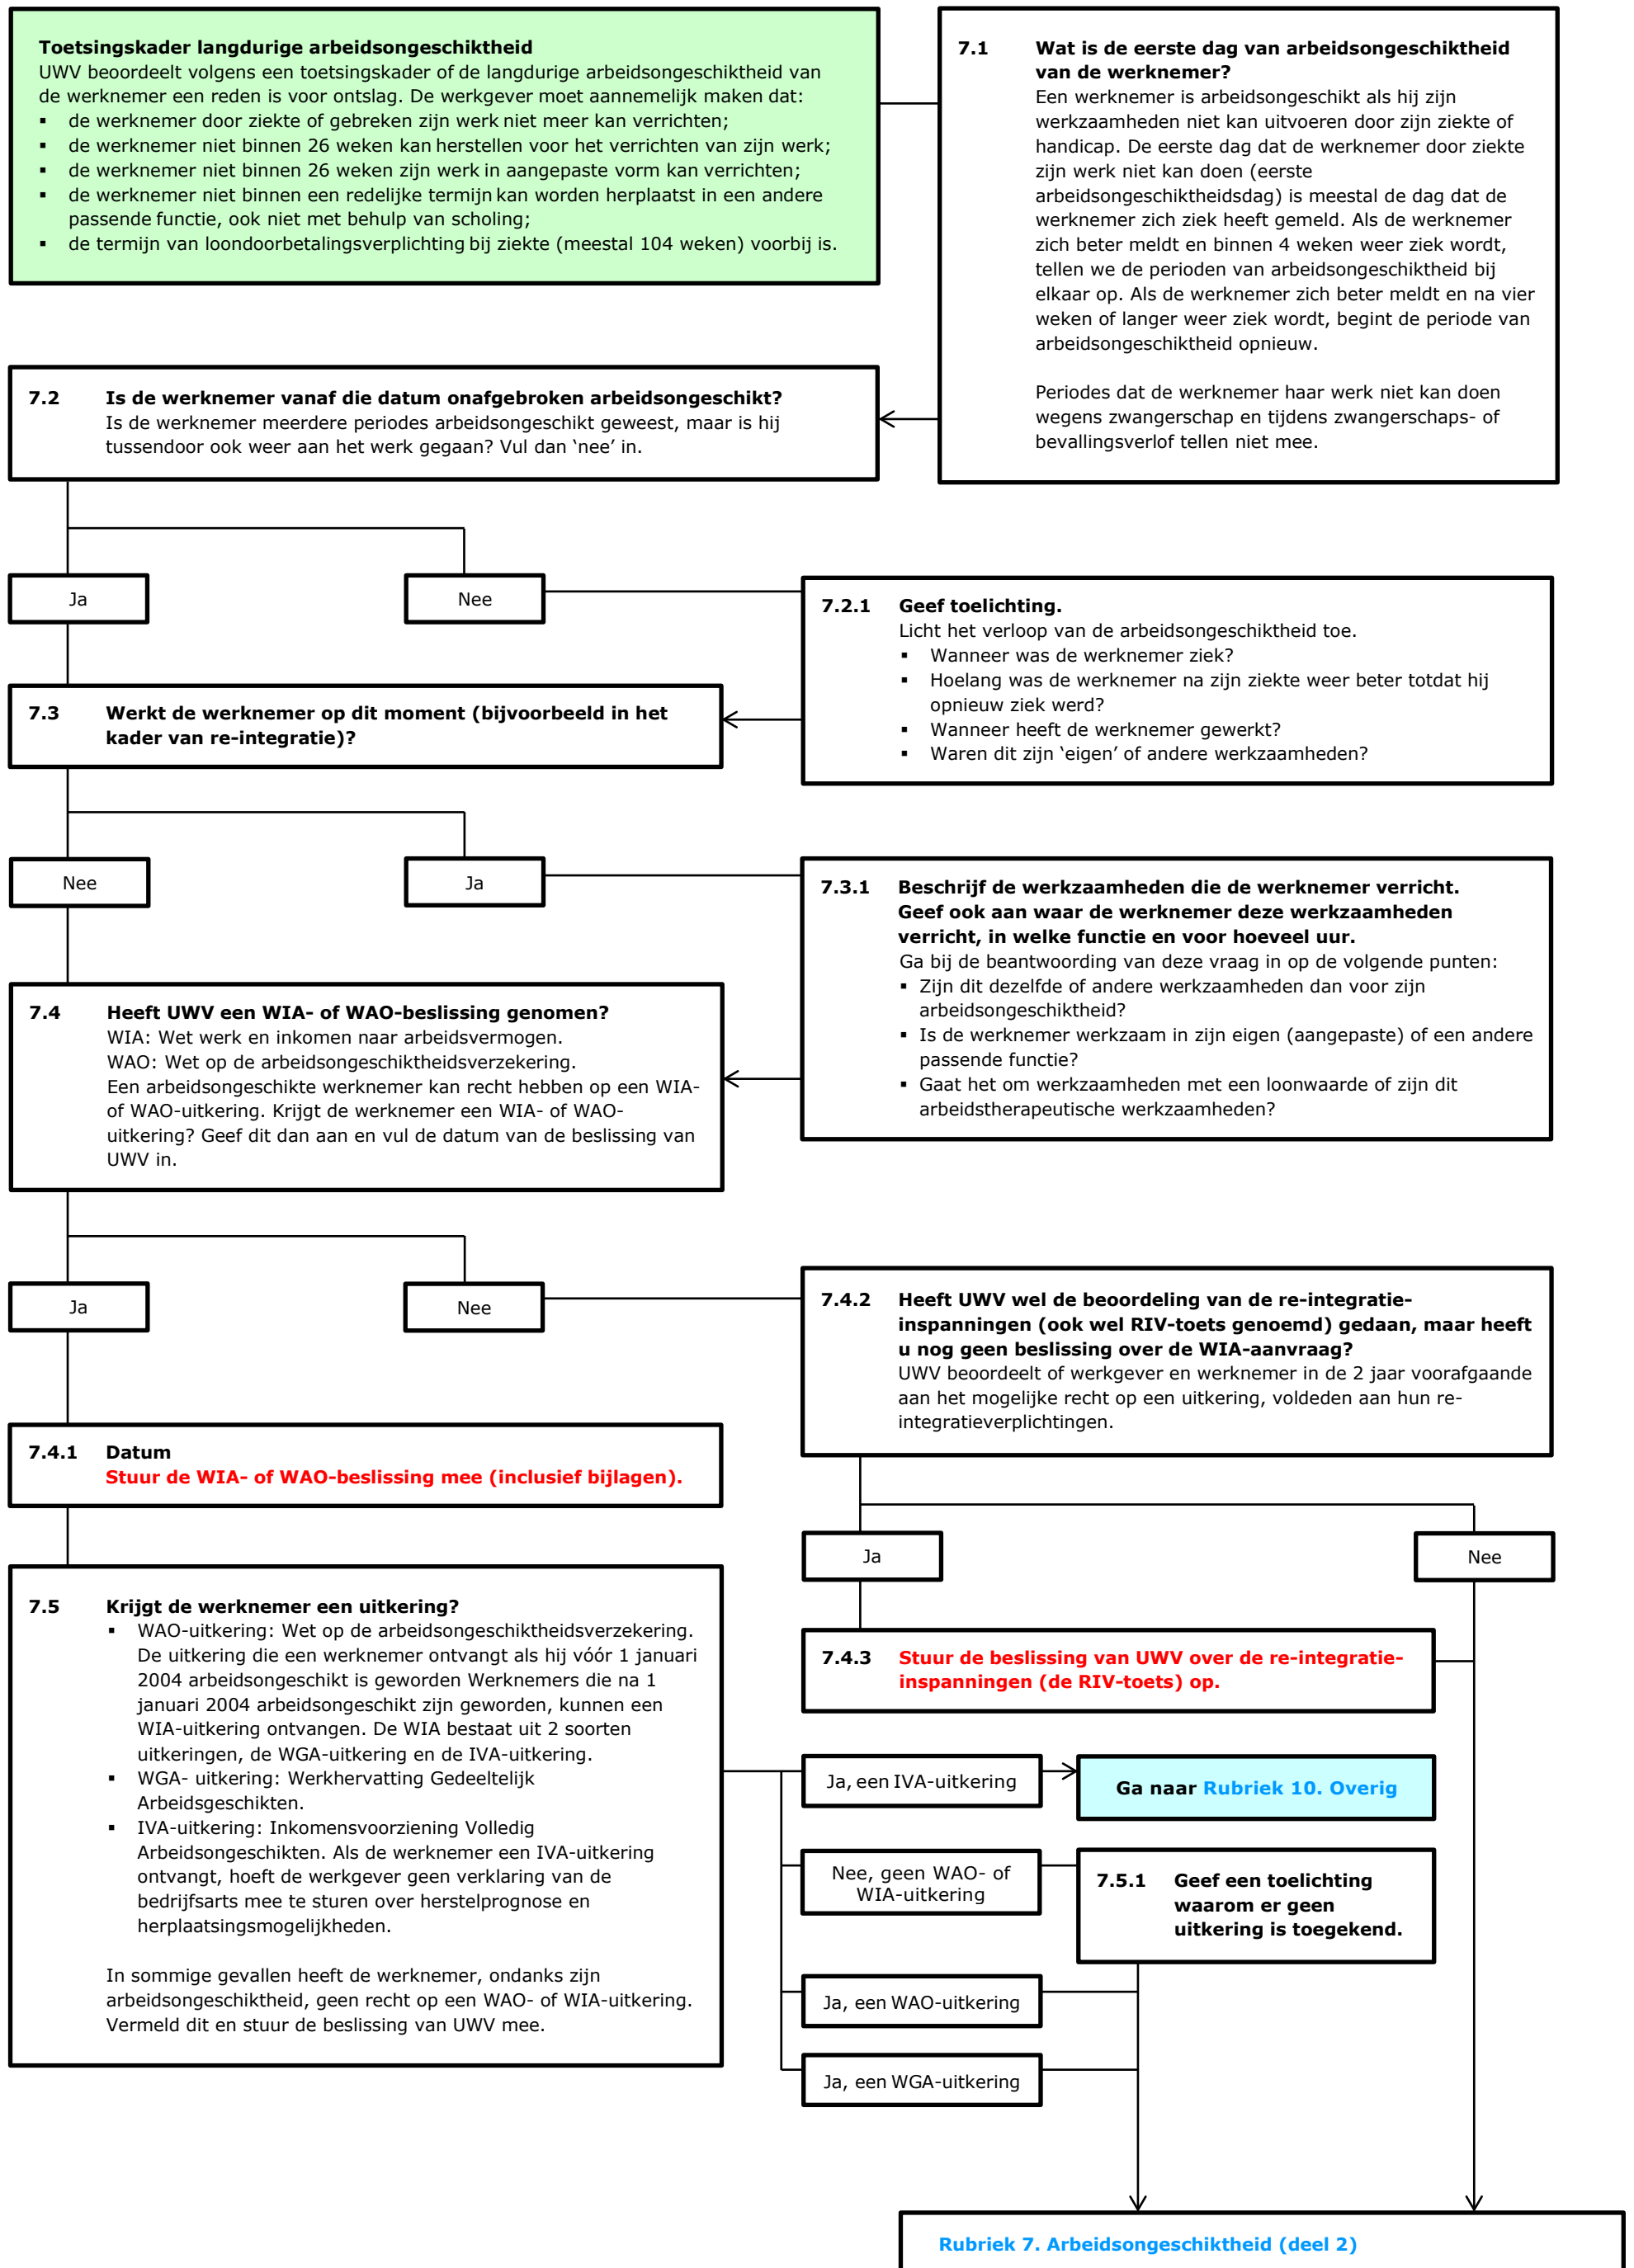 Toetsingskader langdurige arbeidsongeschiktheid
UWV beoordeelt volgens een toetsingskader of de langdurige arbeidsongeschiktheid van
de werknemer een reden is voor ontslag. De werkgever moet aannemelijk maken dat:
▪ de werknemer door ziekte of gebreken zijn werk niet meer kan verrichten;
▪ de werknemer niet binnen 26 weken kan herstellen voor het verrichten van zijn werk;
▪ de werknemer niet binnen 26 weken zijn werk in aangepaste vorm kan verrichten;
▪ de werknemer niet binnen een redelijke termijn kan worden herplaatst in een andere
passende functie, ook niet met behulp van scholing;
▪ de termijn van loondoorbetalingsverplichting bij ziekte (meestal 104 weken) voorbij is.
7.1 Wat is de eerste dag van arbeidsongeschiktheid
van de werknemer?
Een werknemer is arbeidsongeschikt als hij zijn
werkzaamheden niet kan uitvoeren door zijn ziekte of
handicap. De eerste dag dat de werknemer door ziekte
zijn werk niet kan doen (eerste
arbeidsongeschiktheidsdag) is meestal de dag dat de
werknemer zich ziek heeft gemeld. Als de werknemer
zich beter meldt en binnen 4 weken weer ziek wordt,
tellen we de perioden van arbeidsongeschiktheid bij
elkaar op. Als de werknemer zich beter meldt en na vier
weken of langer weer ziek wordt, begint de periode van
arbeidsongeschiktheid opnieuw.
Periodes dat de werknemer haar werk niet kan doen
wegens zwangerschap en tijdens zwangerschaps- of
bevallingsverlof tellen niet mee.
7.2 Is de werknemer vanaf die datum onafgebroken arbeidsongeschikt?
Is de werknemer meerdere periodes arbeidsongeschikt geweest, maar is hij
tussendoor ook weer aan het werk gegaan? Vul dan ‘nee’ in.
Ja
Nee
7.2.1 Geef toelichting.
Licht het verloop van de arbeidsongeschiktheid toe.
▪ Wanneer was de werknemer ziek?
▪ Hoelang was de werknemer na zijn ziekte weer beter totdat hij
opnieuw ziek werd?
▪ Wanneer heeft de werknemer gewerkt?
▪ Waren dit zijn ‘eigen’ of andere werkzaamheden?
7.3 Werkt de werknemer op dit moment (bijvoorbeeld in het
kader van re-integratie)?
Nee
Ja
7.3.1 Beschrijf de werkzaamheden die de werknemer verricht.
Geef ook aan waar de werknemer deze werkzaamheden
verricht, in welke functie en voor hoeveel uur.
Ga bij de beantwoording van deze vraag in op de volgende punten:
▪ Zijn dit dezelfde of andere werkzaamheden dan voor zijn
arbeidsongeschiktheid?
▪ Is de werknemer werkzaam in zijn eigen (aangepaste) of een andere
passende functie?
▪ Gaat het om werkzaamheden met een loonwaarde of zijn dit
arbeidstherapeutische werkzaamheden?
7.4 Heeft UWV een WIA- of WAO-beslissing genomen?
WIA: Wet werk en inkomen naar arbeidsvermogen.
WAO: Wet op de arbeidsongeschiktheidsverzekering.
Een arbeidsongeschikte werknemer kan recht hebben op een WIA-
of WAO-uitkering. Krijgt de werknemer een WIA- of WAO-
uitkering? Geef dit dan aan en vul de datum van de beslissing van
UWV in.
Ja
Nee
7.4.2 Heeft UWV wel de beoordeling van de re-integratie-
inspanningen (ook wel RIV-toets genoemd) gedaan, maar heeft
u nog geen beslissing over de WIA-aanvraag?
UWV beoordeelt of werkgever en werknemer in de 2 jaar voorafgaande
aan het mogelijke recht op een uitkering, voldeden aan hun re-
integratieverplichtingen.
7.4.1 Datum
Stuur de WIA- of WAO-beslissing mee (inclusief bijlagen).
Ja
Nee
7.4.3 Stuur de beslissing van UWV over de re-integratie-
inspanningen (de RIV-toets) op.
7.5 Krijgt de werknemer een uitkering?
▪ WAO-uitkering: Wet op de arbeidsongeschiktheidsverzekering.
De uitkering die een werknemer ontvangt als hij vóór 1 januari
2004 arbeidsongeschikt is geworden Werknemers die na 1
januari 2004 arbeidsongeschikt zijn geworden, kunnen een
WIA-uitkering ontvangen. De WIA bestaat uit 2 soorten
uitkeringen, de WGA-uitkering en de IVA-uitkering.
▪ WGA- uitkering: Werkhervatting Gedeeltelijk
Arbeidsgeschikten.
▪ IVA-uitkering: Inkomensvoorziening Volledig
Arbeidsongeschikten. Als de werknemer een IVA-uitkering
ontvangt, hoeft de werkgever geen verklaring van de
bedrijfsarts mee te sturen over herstelprognose en
herplaatsingsmogelijkheden.
In sommige gevallen heeft de werknemer, ondanks zijn
arbeidsongeschiktheid, geen recht op een WAO- of WIA-uitkering.
Vermeld dit en stuur de beslissing van UWV mee.
Ja, een IVA-uitkering
Ga naar Rubriek 10. Overig
Nee, geen WAO- of
WIA-uitkering
7.5.1 Geef een toelichting
waarom er geen
uitkering is toegekend.
Ja, een WAO-uitkering
Ja, een WGA-uitkering
Rubriek 7. Arbeidsongeschiktheid (deel 2)